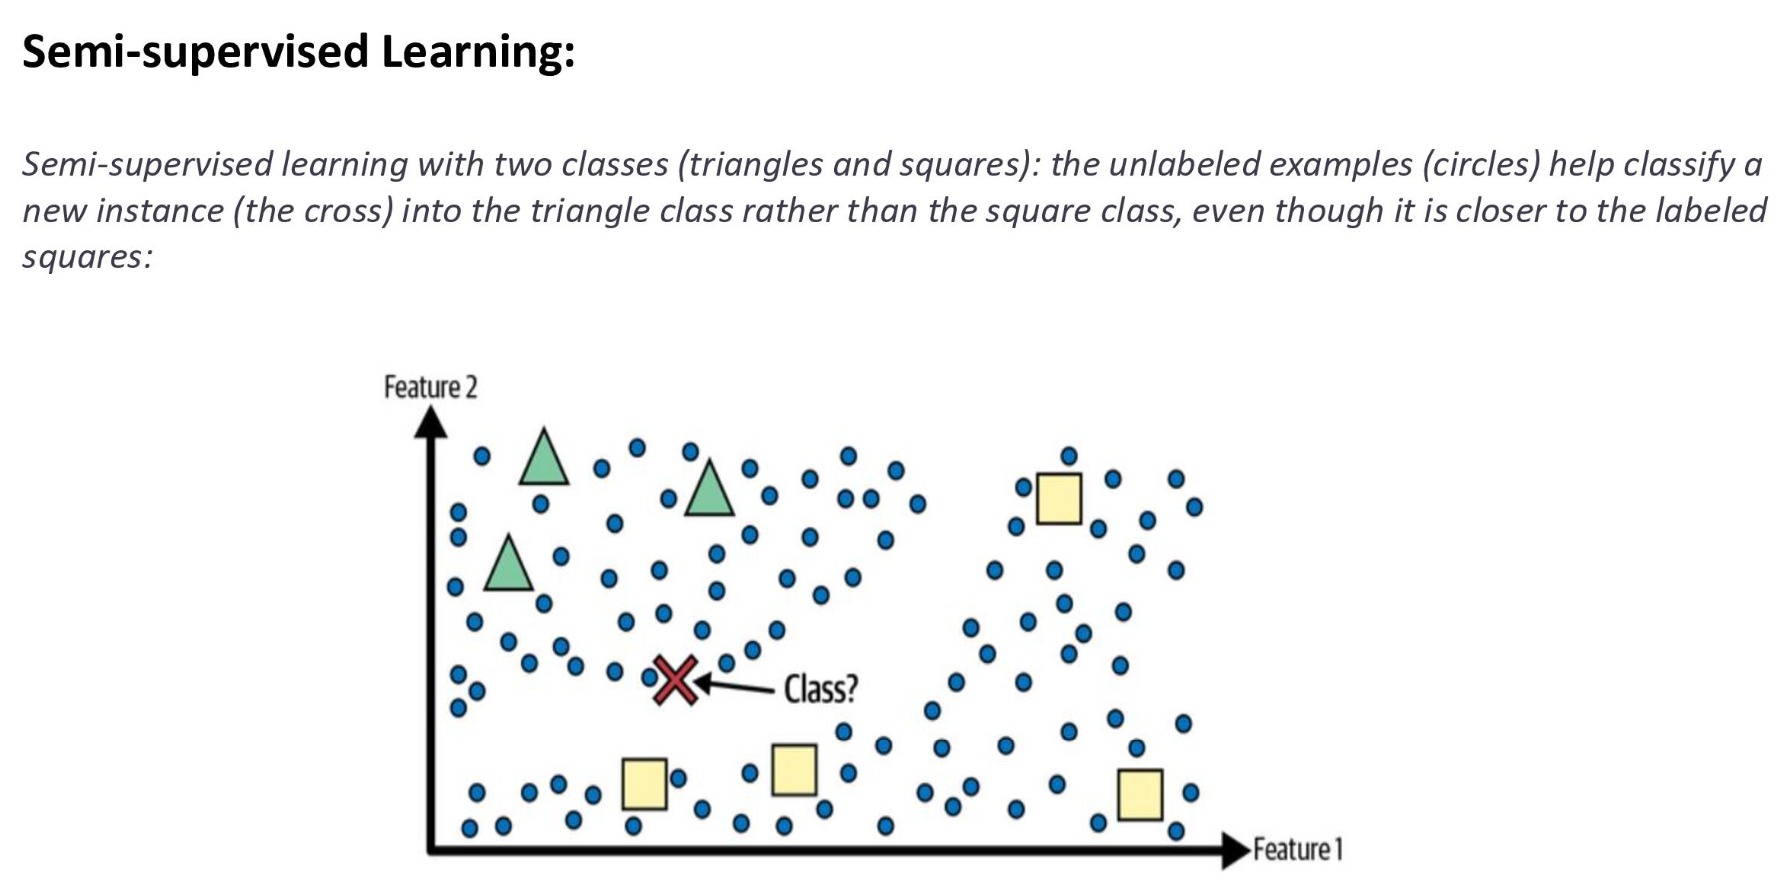 Semi-supervised Learning:
Semi-supervised learning with two classes (triangles and squares): the unlabeled examples (circles) help classify a
new instance (the cross) into the triangle class rather than the square class, even though it is closer to the labeled
squares:
Feature 2
Class?
Feature 1